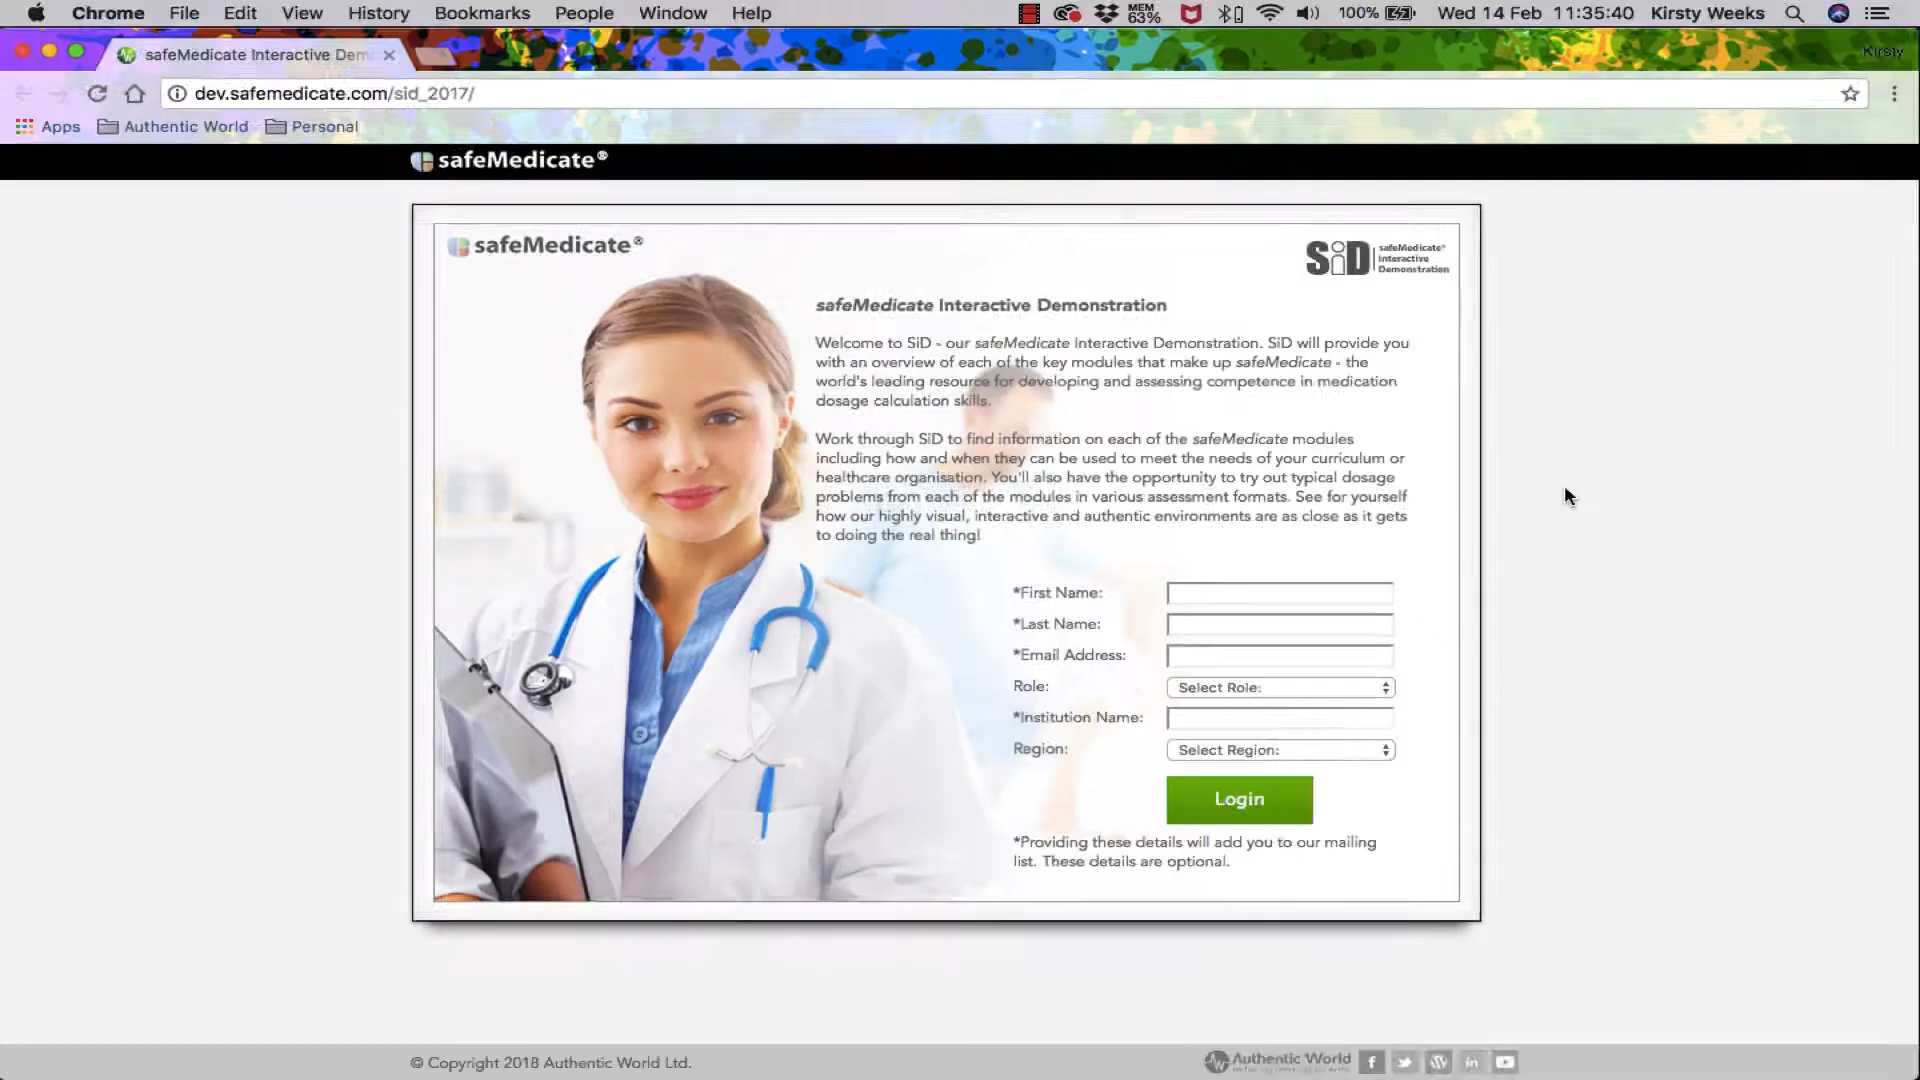 Chrome File Edit View History Bookmarks People Window Help MEM 63% 100% Wed 14 Feb 11:35:40 Kirsty Weeks
safeMedicate Interactive Dem
Kirsty
dev.safemedicate.com/sid_2017/
Apps Authentic World Personal
safeMedicate®
safeMedicate®
SiD safeMedicate®
Interactive
Demonstration
safeMedicate Interactive Demonstration
Welcome to SiD - our safeMedicate Interactive Demonstration. SiD will provide you
with an overview of each of the key modules that make up safeMedicate - the
world's leading resource for developing and assessing competence in medication
dosage calculation skills.
Work through SiD to find information on each of the safeMedicate modules
including how and when they can be used to meet the needs of your curriculum or
healthcare organisation. You'll also have the opportunity to try out typical dosage
problems from each of the modules in various assessment formats. See for yourself
how our highly visual, interactive and authentic environments are as close as it gets
to doing the real thing!
*First Name:
*Last Name:
*Email Address:
Role: Select Role:
*Institution Name:
Region: Select Region:
Login
*Providing these details will add you to our mailing
list. These details are optional.
© Copyright 2018 Authentic World Ltd.
Authentic World